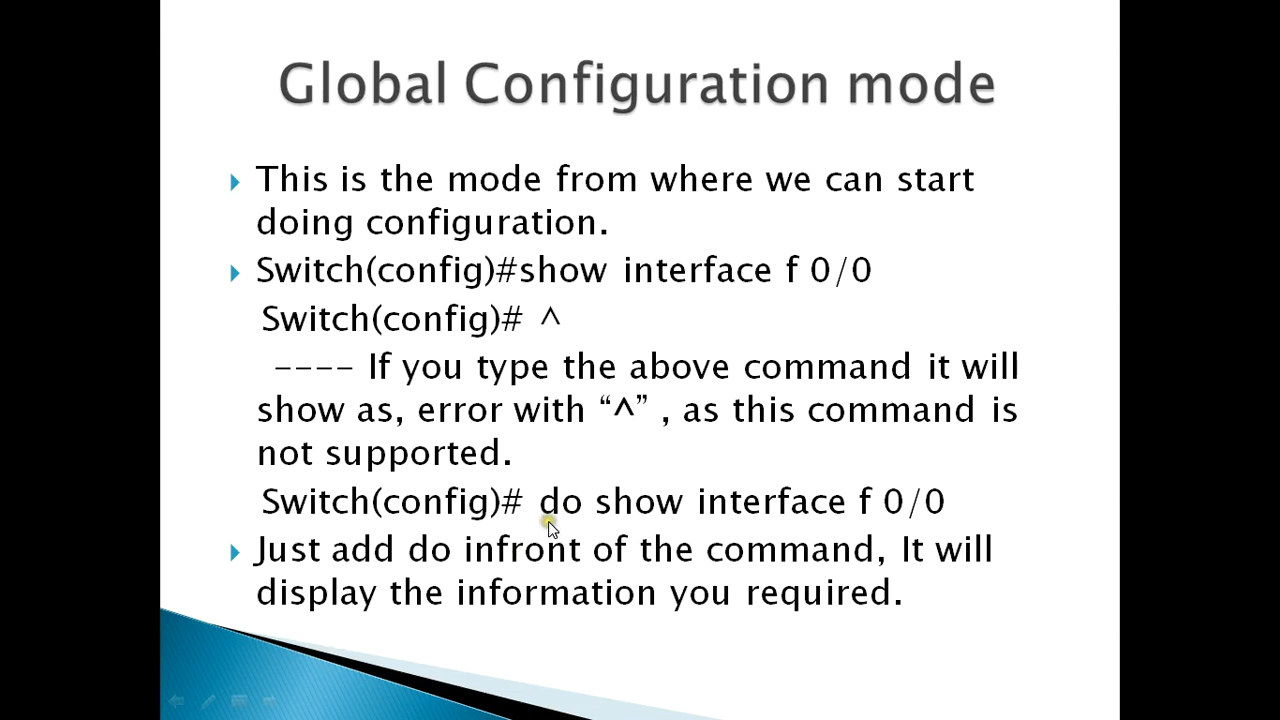 Global Configuration mode
This is the mode from where we can start
doing configuration.
Switch(config)#show interface f 0/0
Switch(config)# ^
---- If you type the above command it will
show as, error with “^” , as this command is
not supported.
Switch(config)# do show interface f 0/0
Just add do infront of the command, It will
display the information you required.